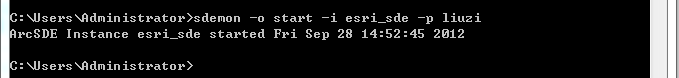 C:\Users\Administrator>sdemon -o start -i esri_sde -p liuzi
ArcSDE Instance esri_sde started Fri Sep 28 14:52:45 2012
C:\Users\Administrator>